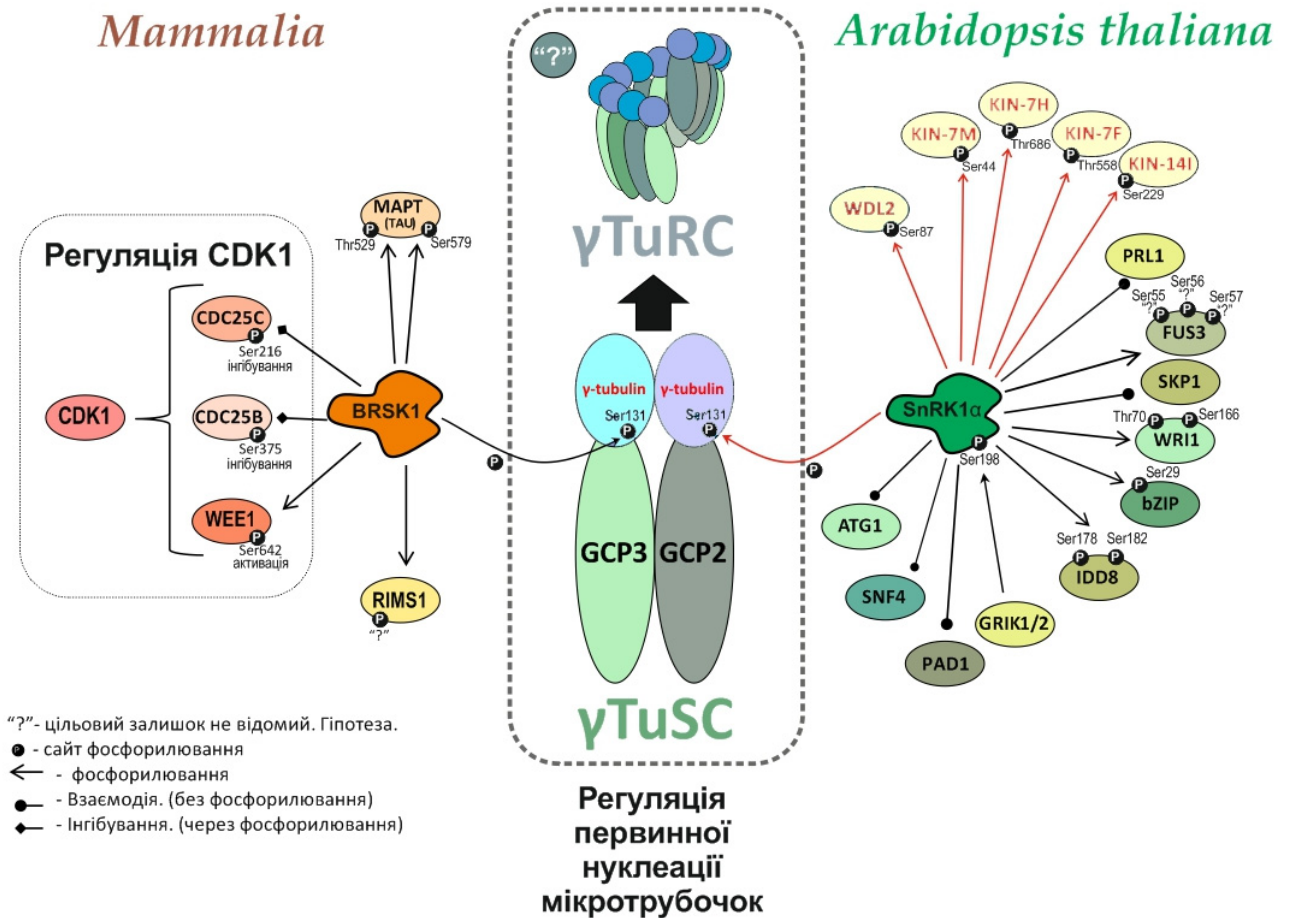 Mammalia
Arabidopsis thaliana
"?"
γTuRC
Регуляція CDK1
CDK1
CDC25C
P
Ser216
інгібування
CDC25B
P
Ser375
інгібування
WEE1
P
Ser642
активація
MAPT
(TAU)
P
P
Thr529
Ser579
BRSK1
P
RIMS1
P
"?"
γ-tubulin
γ-tubulin
Ser131
Ser131
P
P
GCP3
GCP2
γTuSC
Регуляція
первинної
нуклеації
мікротрубочок
WDL2
P
Ser87
KIN-7M
P
Ser44
KIN-7H
P
Thr686
KIN-7F
P
Thr558
KIN-14I
P
Ser229
SnRK1α
P
Ser198
P
PRL1
Ser55
"?"
Ser56
"?"
Ser57
"?"
P
P
P
FUS3
SKP1
Thr70
Ser166
P
P
WRI1
Ser29
P
bZIP
Ser178
Ser182
P
P
IDD8
GRIK1/2
PAD1
SNF4
ATG1
"?"- цільовий залишок не відомий. Гіпотеза.
P - сайт фосфорилювання
- фосфорилювання
- Взаємодія. (без фосфорилювання)
- Інгібування. (через фосфорилювання)